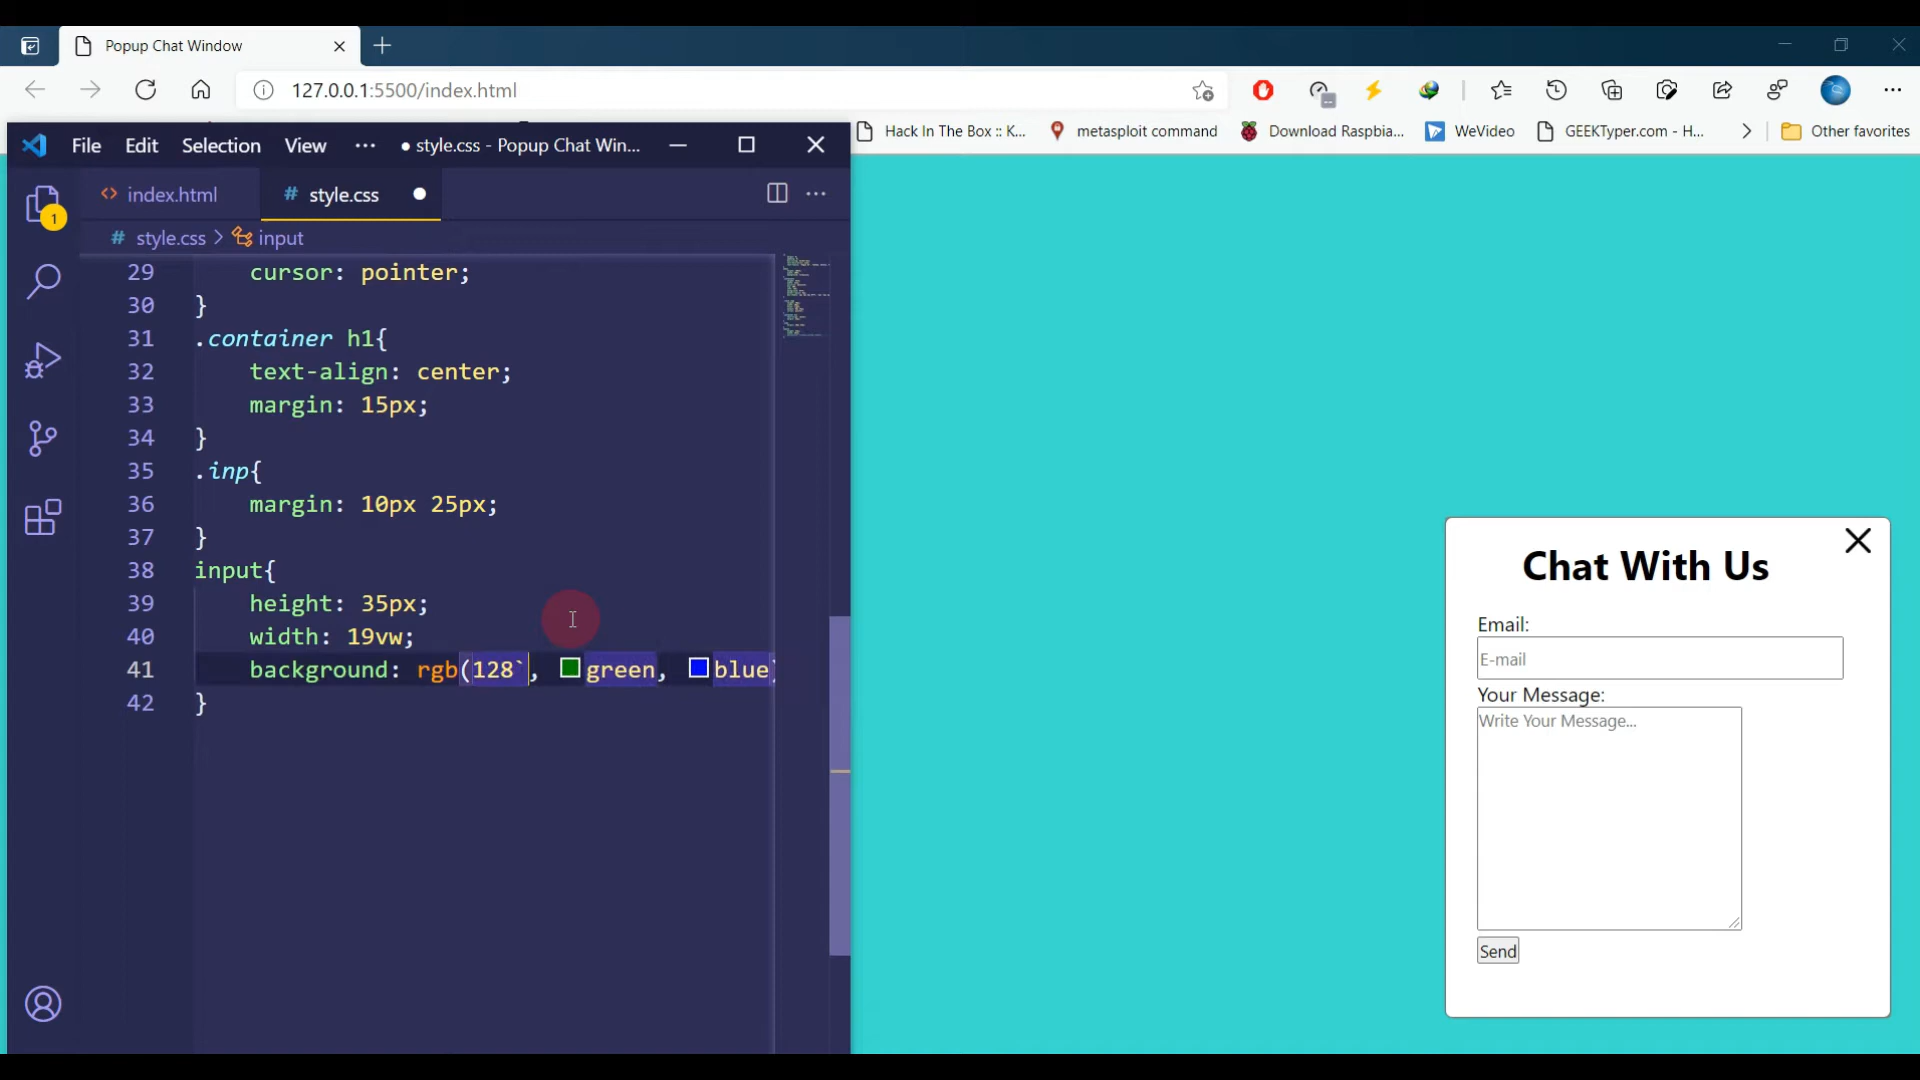 Popup Chat Window
127.0.0.1:5500/index.html
Hack In The Box :: K...
metasploit command
Download Raspbia...
WeVideo
GEEKTyper.com - H...
Other favorites
File Edit Selection View ... ● style.css - Popup Chat Win...
1
<> index.html
# style.css ●
# style.css > input
29 cursor: pointer;
30 }
31 .container h1{
32 text-align: center;
33 margin: 15px;
34 }
35 .inp{
36 margin: 10px 25px;
37 }
38 input{
39 height: 35px;
40 width: 19vw;
41 background: rgb(128`, green, blue)
42 }
Chat With Us
Email:
E-mail
Your Message:
Write Your Message...
Send